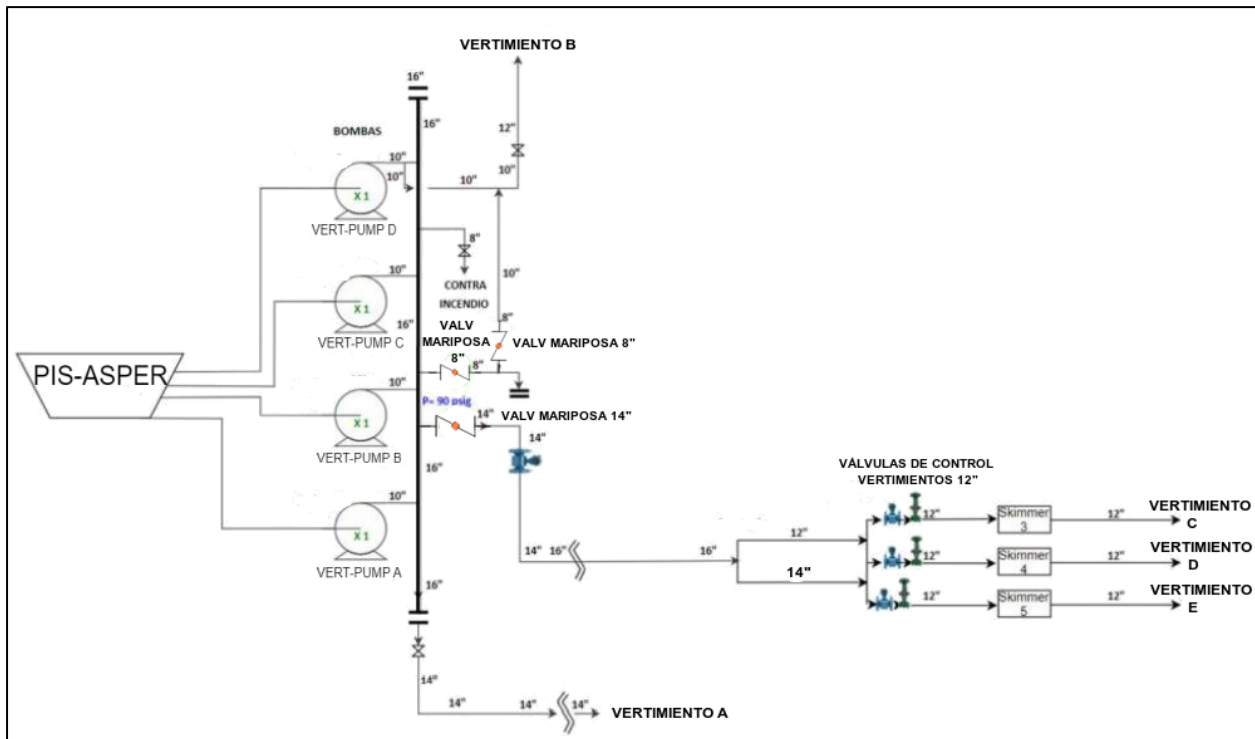 VERTIMIENTO B
16"
16"
12"
BOMBAS
10"
10"
10"
10"
X 1
VERT-PUMP D
8"
CONTRA
INCENDIO
10"
10"
X 1
16"
VERT-PUMP C
VALV
MARIPOSA
8"
8"
8"
VALV MARIPOSA 8"
PIS-ASPER
10"
P= 90 psig
X 1
VERT-PUMP B
14"
VALV MARIPOSA 14"
14"
16"
10"
X 1
VERT-PUMP A
VÁLVULAS DE CONTROL
VERTIMIENTOS 12"
12"
Skimmer
3
12"
VERTIMIENTO
C
14"
16"
16"
12"
14"
12"
Skimmer
4
12"
VERTIMIENTO
D
12"
Skimmer
5
12"
VERTIMIENTO
E
16"
14"
14"
14"
14"
VERTIMIENTO A